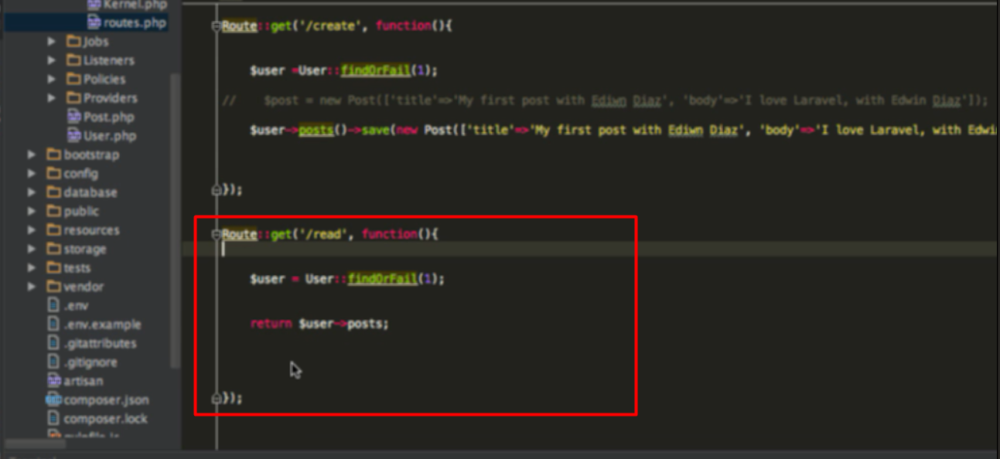 Kernel.php
routes.php
Jobs
Listeners
Policies
Providers
Post.php
User.php
bootstrap
config
database
public
resources
storage
tests
vendor
.env
.env.example
.gitattributes
.gitignore
artisan
composer.json
composer.lock
Route::get('/create', function(){
$user =User::findOrFail(1);
//    $post = new Post(['title'=>'My first post with Ediwn Diaz', 'body'=>'I love Laravel, with Edwin Diaz']);
$user->posts()->save(new Post(['title'=>'My first post with Ediwn Diaz', 'body'=>'I love Laravel, with Edwi
});
Route::get('/read', function(){
$user = User::findOrFail(1);
return $user->posts;
});